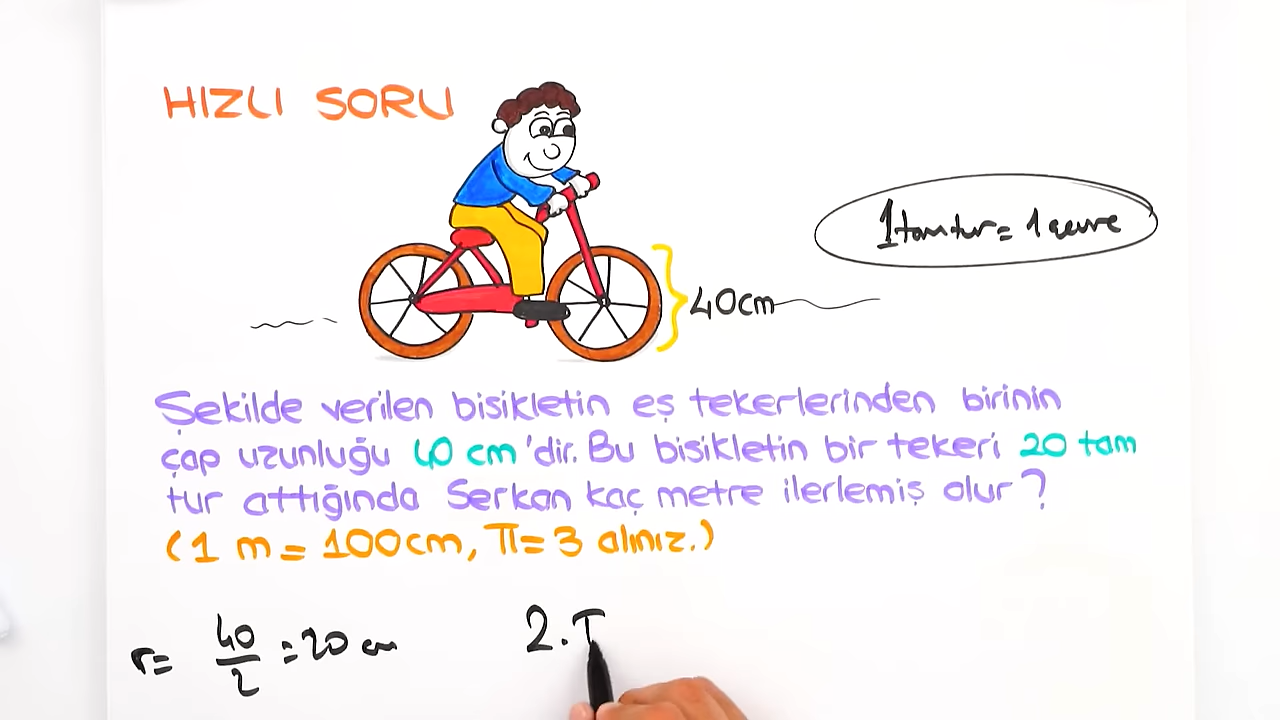 HIZLI SORU
1 tam tur = 1 çevre
40cm
Şekilde verilen bisikletin eş tekerlerinden birinin
çap uzunluğu 40 cm'dir. Bu bisikletin bir tekeri 20 tam
tur attığında Serkan kaç metre ilerlemiş olur?
(1 m = 100cm, π = 3 alınız.)
r = 40/2 = 20 cm
2.T